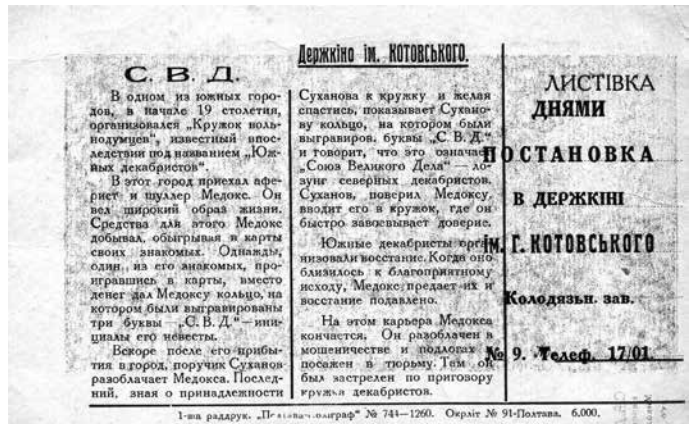 Держкіно ім. КОТОВСЬКОГО.
С. В. Д.
В одном из южных горо-
дов, в начале 19 столетия,
организовался „Кружок воль-
нодумцев", известный впос-
ледствии под названием „Юж-
ных декабристов".
В этот город приехал афе-
рист и шуллер Медокс. Он
вел широкий образ жизни.
Средства для этого Медокс
добывал, обыгрывая в карты
своих знакомых. Однажды,
один из его знакомых, про-
игравшись в карты, вместо
денег дал Медоксу кольцо, на
котором были выгравированы
три буквы „С. В. Д."—ини-
циалы его невесты.
Вскоре после его прибы-
тия в город, поручик Суханов
разоблачает Медокса. Послед-
ний, зная о принадлежности
Суханова к кружку и желая
спастись, показывает Сухано-
ву кольцо, на котором были
выгравиров. буквы „С. В. Д."
и говорит, что это означает
„Союз Великого Дела" — ло-
зунг северных декабристов.
Суханов, поверил Медоксу,
вводит его в кружок, где он
быстро завоевывает доверие.
Южные декабристы орга-
низовали восстание. Когда оно
близилось к благоприятному
исходу, Медокс предает их и
восстание подавлено.
На этом карьера Медокса
кончается. Он разоблачен в
мошенничестве и подлогах и
посажен в тюрьму. Там он
был застрелен по приговору
кружка декабристов.
ЛИСТІВКА
ДНЯМИ
ПОСТАНОВКА
В ДЕРЖКІНІ
ІМ. Г. КОТОВСЬКОГО
Колодязьн. зав.
№ 9. Телеф. 17/01.
1-ша раддрук. № 744—1260. Окрліт № 91-Полтава. 6.000.